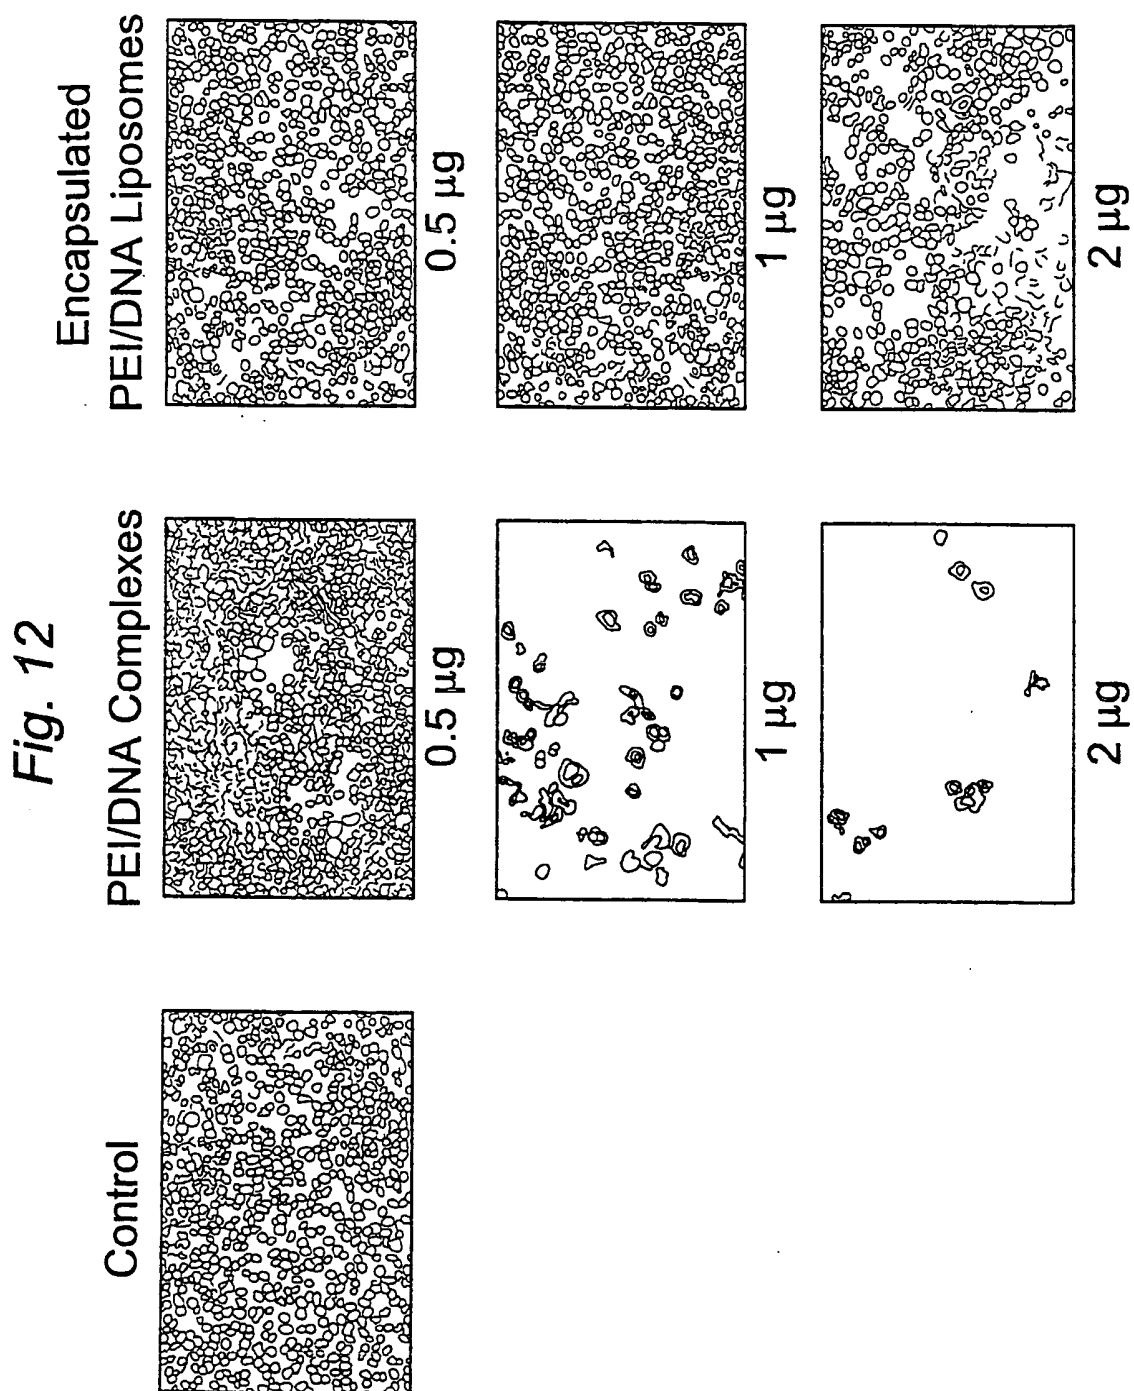 Fig. 12
Control
PEI/DNA Complexes
Encapsulated
PEI/DNA Liposomes
0.5 µg
0.5 µg
1 µg
1 µg
2 µg
2 µg